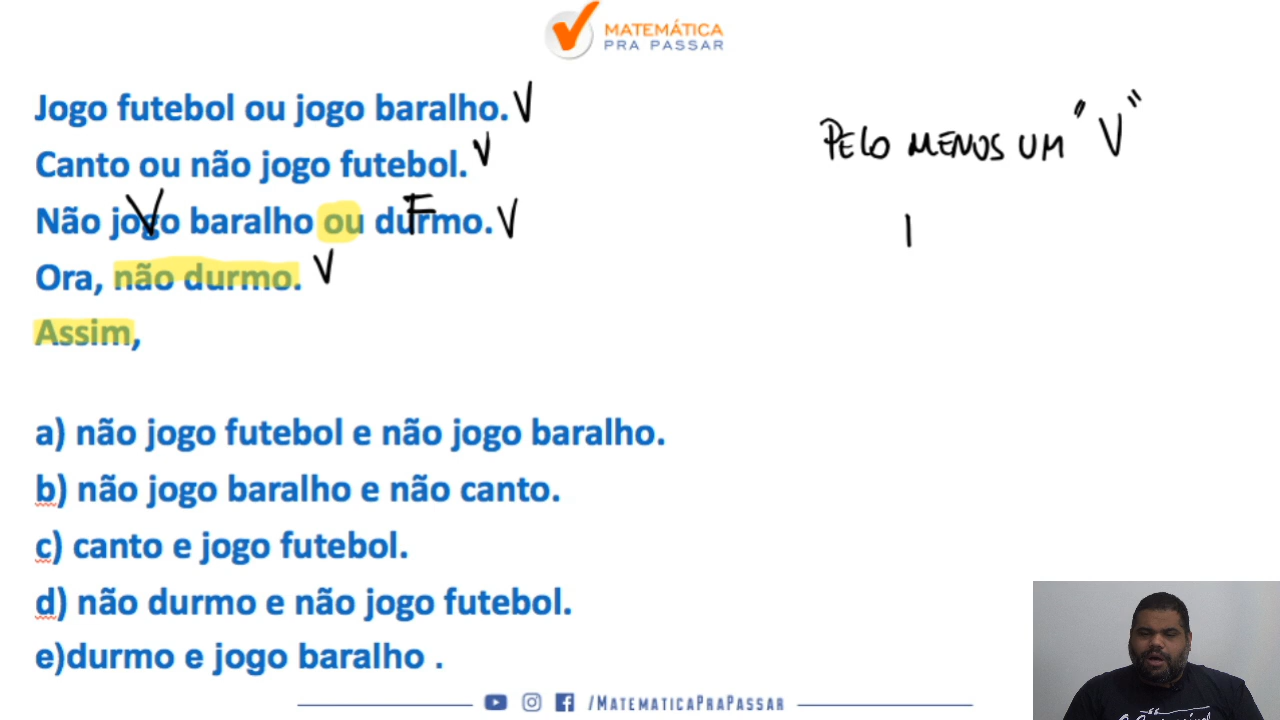 MATEMÁTICA
PRA PASSAR
Jogo futebol ou jogo baralho. V
Canto ou não jogo futebol. V
V F
Não jogo baralho ou durmo. V
Ora, não durmo. V
Assim,
PELO MENOS UM "V"
a) não jogo futebol e não jogo baralho.
b) não jogo baralho e não canto.
c) canto e jogo futebol.
d) não durmo e não jogo futebol.
e)durmo e jogo baralho .
/MatematicaPraPassar